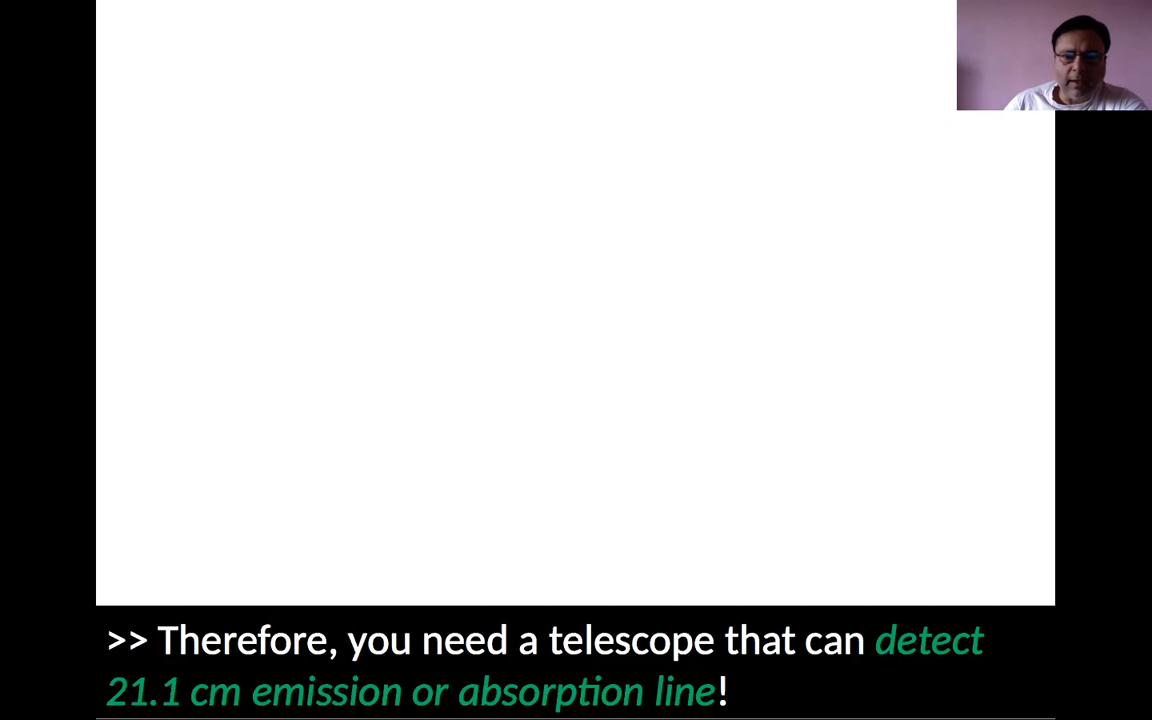 >> Therefore, you need a telescope that can detect
21.1 cm emission or absorption line!